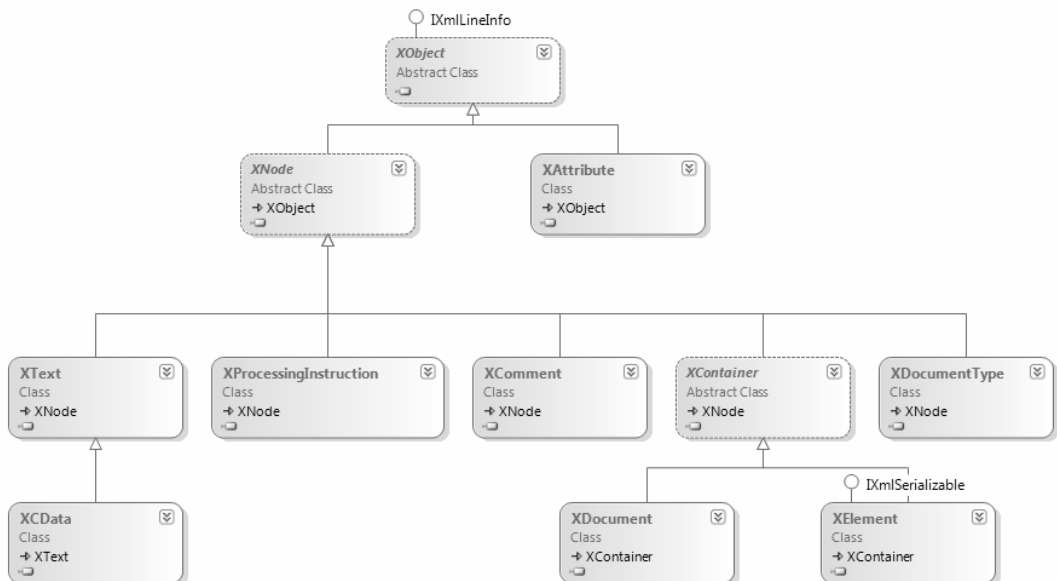 IXmlLineInfo
XObject
Abstract Class
XNode
Abstract Class
XObject
XAttribute
Class
XObject
XText
Class
XNode
XProcessingInstruction
Class
XNode
XComment
Class
XNode
XContainer
Abstract Class
XNode
XDocumentType
Class
XNode
IXmlSerializable
XCData
Class
XText
XDocument
Class
XContainer
XElement
Class
XContainer